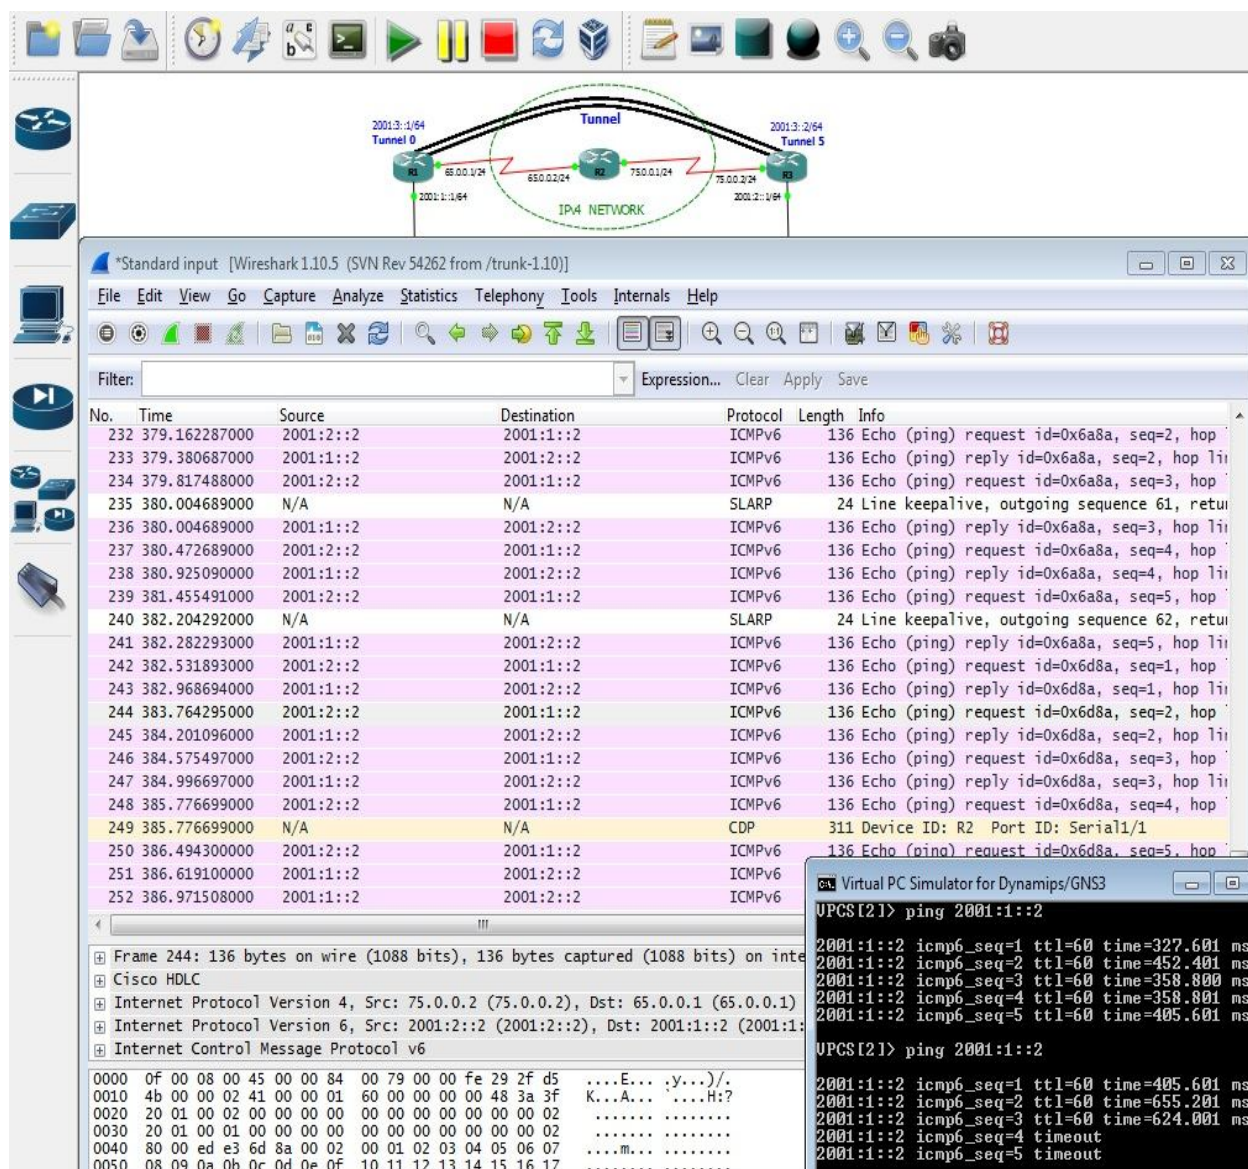 2001:3::1/64
Tunnel 0
Tunnel
2001:3::2/64
Tunnel 5
R1
65.0.0.1/24
65.0.0.2/24
R2
75.0.0.1/24
75.0.0.2/24
R3
2001:1::1/64
IPv4 NETWORK
2001:2::1/64
*Standard input [Wireshark 1.10.5 (SVN Rev 54262 from /trunk-1.10)]
File Edit View Go Capture Analyze Statistics Telephony Tools Internals Help
Filter: Expression... Clear Apply Save
No. Time Source Destination Protocol Length Info
232 379.162287000 2001:2::2 2001:1::2 ICMPv6 136 Echo (ping) request id=0x6a8a, seq=2, hop
233 379.380687000 2001:1::2 2001:2::2 ICMPv6 136 Echo (ping) reply id=0x6a8a, seq=2, hop lin
234 379.817488000 2001:2::2 2001:1::2 ICMPv6 136 Echo (ping) request id=0x6a8a, seq=3, hop
235 380.004689000 N/A N/A SLARP 24 Line keepalive, outgoing sequence 61, retur
236 380.004689000 2001:1::2 2001:2::2 ICMPv6 136 Echo (ping) reply id=0x6a8a, seq=3, hop lin
237 380.472689000 2001:2::2 2001:1::2 ICMPv6 136 Echo (ping) request id=0x6a8a, seq=4, hop
238 380.925090000 2001:1::2 2001:2::2 ICMPv6 136 Echo (ping) reply id=0x6a8a, seq=4, hop lin
239 381.455491000 2001:2::2 2001:1::2 ICMPv6 136 Echo (ping) request id=0x6a8a, seq=5, hop
240 382.204292000 N/A N/A SLARP 24 Line keepalive, outgoing sequence 62, retur
241 382.282293000 2001:1::2 2001:2::2 ICMPv6 136 Echo (ping) reply id=0x6a8a, seq=5, hop lin
242 382.531893000 2001:2::2 2001:1::2 ICMPv6 136 Echo (ping) request id=0x6d8a, seq=1, hop
243 382.968694000 2001:1::2 2001:2::2 ICMPv6 136 Echo (ping) reply id=0x6d8a, seq=1, hop lin
244 383.764295000 2001:2::2 2001:1::2 ICMPv6 136 Echo (ping) request id=0x6d8a, seq=2, hop
245 384.201096000 2001:1::2 2001:2::2 ICMPv6 136 Echo (ping) reply id=0x6d8a, seq=2, hop lin
246 384.575497000 2001:2::2 2001:1::2 ICMPv6 136 Echo (ping) request id=0x6d8a, seq=3, hop
247 384.996697000 2001:1::2 2001:2::2 ICMPv6 136 Echo (ping) reply id=0x6d8a, seq=3, hop lin
248 385.776699000 2001:2::2 2001:1::2 ICMPv6 136 Echo (ping) request id=0x6d8a, seq=4, hop
249 385.776699000 N/A N/A CDP 311 Device ID: R2 Port ID: Serial1/1
250 386.494300000 2001:2::2 2001:1::2 ICMPv6 136 Echo (ping) request id=0x6d8a, seq=5, hop
251 386.619100000 2001:1::2 2001:2::2 ICMPv6
252 386.971508000 2001:1::2 2001:2::2 ICMPv6
Frame 244: 136 bytes on wire (1088 bits), 136 bytes captured (1088 bits) on inte
Cisco HDLC
Internet Protocol Version 4, Src: 75.0.0.2 (75.0.0.2), Dst: 65.0.0.1 (65.0.0.1)
Internet Protocol Version 6, Src: 2001:2::2 (2001:2::2), Dst: 2001:1::2 (2001:1:
Internet Control Message Protocol v6
0000 0f 00 08 00 45 00 00 84 00 79 00 00 fe 29 2f d5 ....E... .y...)/.
0010 4b 00 00 02 41 00 00 01 60 00 00 00 00 48 3a 3f K...A... `....H:?
0020 20 01 00 02 00 00 00 00 00 00 00 00 00 00 00 02 ....... ........
0030 20 01 00 01 00 00 00 00 00 00 00 00 00 00 00 02 ....... ........
0040 80 00 ed e3 6d 8a 00 02 00 01 02 03 04 05 06 07 ....m... ........
0050 08 09 0a 0b 0c 0d 0e 0f 10 11 12 13 14 15 16 17
Virtual PC Simulator for Dynamips/GNS3
VPCS[2]> ping 2001:1::2
2001:1::2 icmp6_seq=1 ttl=60 time=327.601 ms
2001:1::2 icmp6_seq=2 ttl=60 time=452.401 ms
2001:1::2 icmp6_seq=3 ttl=60 time=358.800 ms
2001:1::2 icmp6_seq=4 ttl=60 time=358.801 ms
2001:1::2 icmp6_seq=5 ttl=60 time=405.601 ms
VPCS[2]> ping 2001:1::2
2001:1::2 icmp6_seq=1 ttl=60 time=405.601 ms
2001:1::2 icmp6_seq=2 ttl=60 time=655.201 ms
2001:1::2 icmp6_seq=3 ttl=60 time=624.001 ms
2001:1::2 icmp6_seq=4 timeout
2001:1::2 icmp6_seq=5 timeout